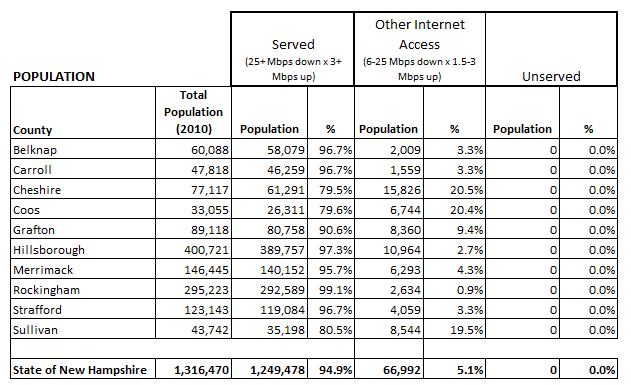 Other Internet
Served Access
(25+ Mbps down x 3+ (6-25 Mbps down x 1.5-3
POPULATION Mbps up) Mbps up) Unserved
Total
Population
County (2010) Population % Population % Population %
Belknap 60,088 58,079 96.7% 2,009 3.3% 0 0.0%
Carroll 47,818 46,259 96.7% 1,559 3.3% 0 0.0%
Cheshire 77,117 61,291 79.5% 15,826 20.5% 0 0.0%
Coos 33,055 26,311 79.6% 6,744 20.4% 0 0.0%
Grafton 89,118 80,758 90.6% 8,360 9.4% 0 0.0%
Hillsborough 400,721 389,757 97.3% 10,964 2.7% 0 0.0%
Merrimack 146,445 140,152 95.7% 6,293 4.3% 0 0.0%
Rockingham 295,223 292,589 99.1% 2,634 0.9% 0 0.0%
Strafford 123,143 119,084 96.7% 4,059 3.3% 0 0.0%
Sullivan 43,742 35,198 80.5% 8,544 19.5% 0 0.0%
State of New Hampshire 1,316,470 1,249,478 94.9% 66,992 5.1% 0 0.0%